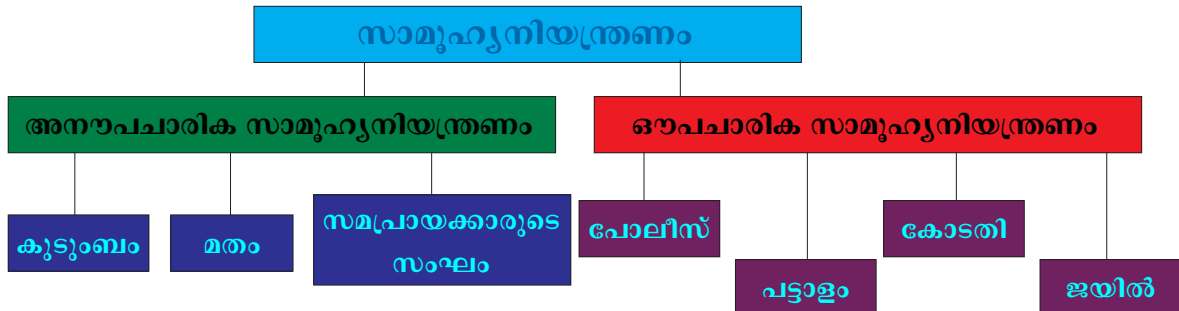 സാമൂഹ്യനിയന്ത്രണം
അനൗപചാരിക സാമൂഹ്യനിയന്ത്രണം
ഔപചാരിക സാമൂഹ്യനിയന്ത്രണം
കുടുംബം
മതം
സമപ്രായക്കാരുടെ
സംഘം
പോലീസ്
പട്ടാളം
കോടതി
ജയിൽ